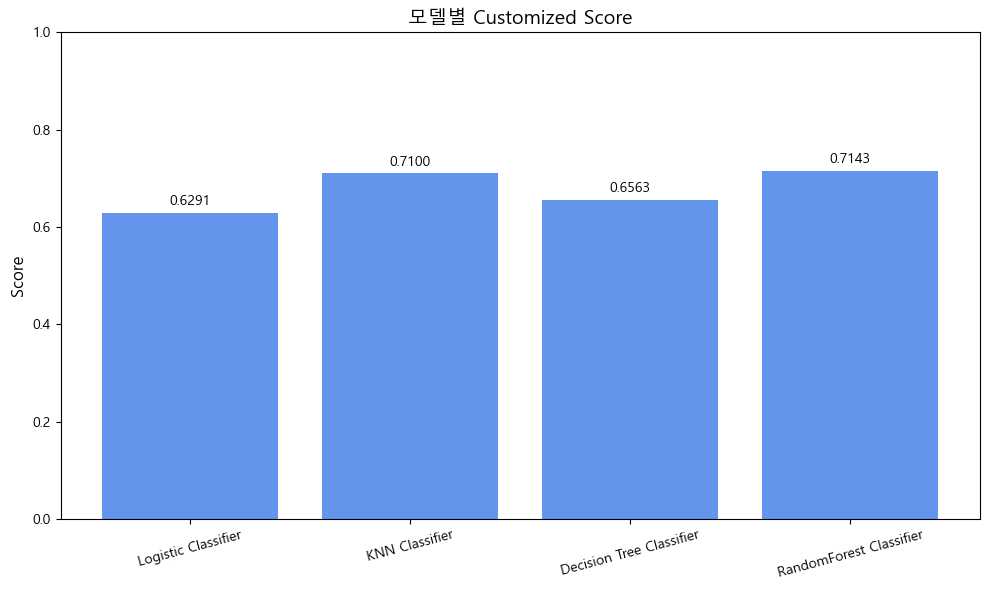 모델별 Customized Score
Score
1.0
0.8
0.6
0.4
0.2
0.0
0.6291
0.7100
0.6563
0.7143
Logistic Classifier
KNN Classifier
Decision Tree Classifier
RandomForest Classifier